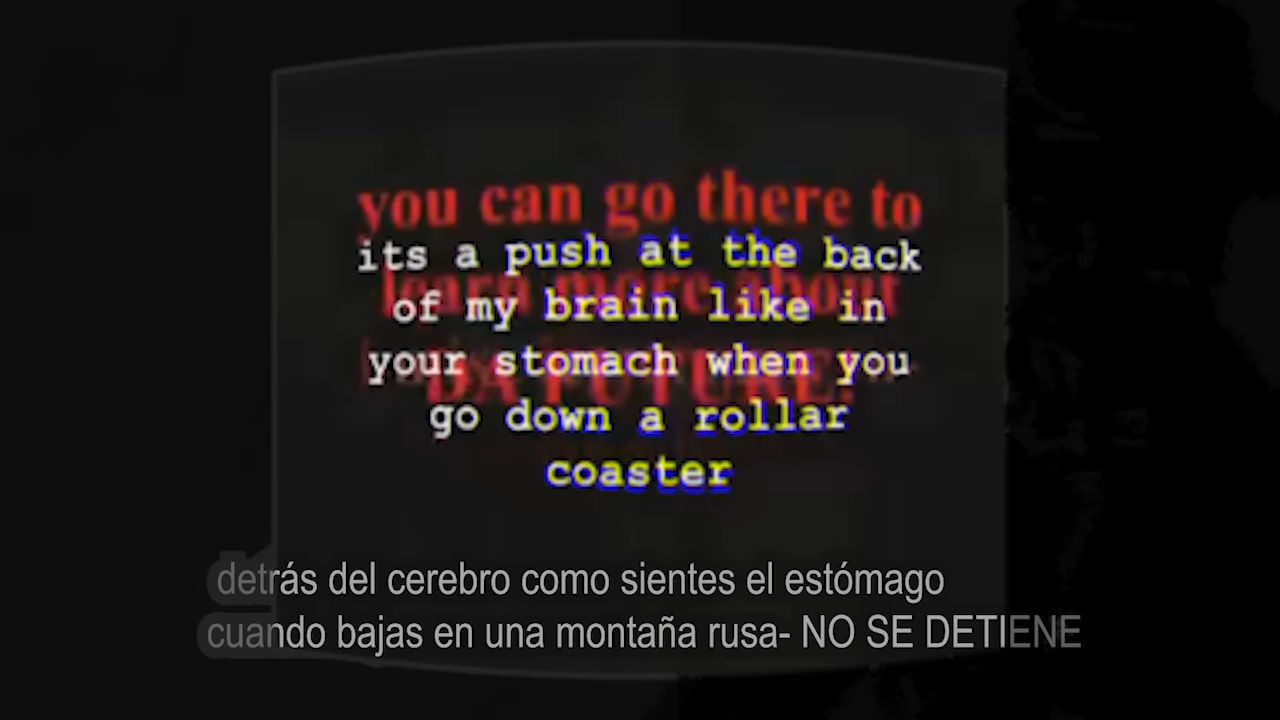 you can go there to
its a push at the back
learn more about
of my brain like in
your stomach when you
"DA FUTURE!"
go down a rollar
coaster
detrás del cerebro como sientes el estómago
cuando bajas en una montaña rusa- NO SE DETIENE